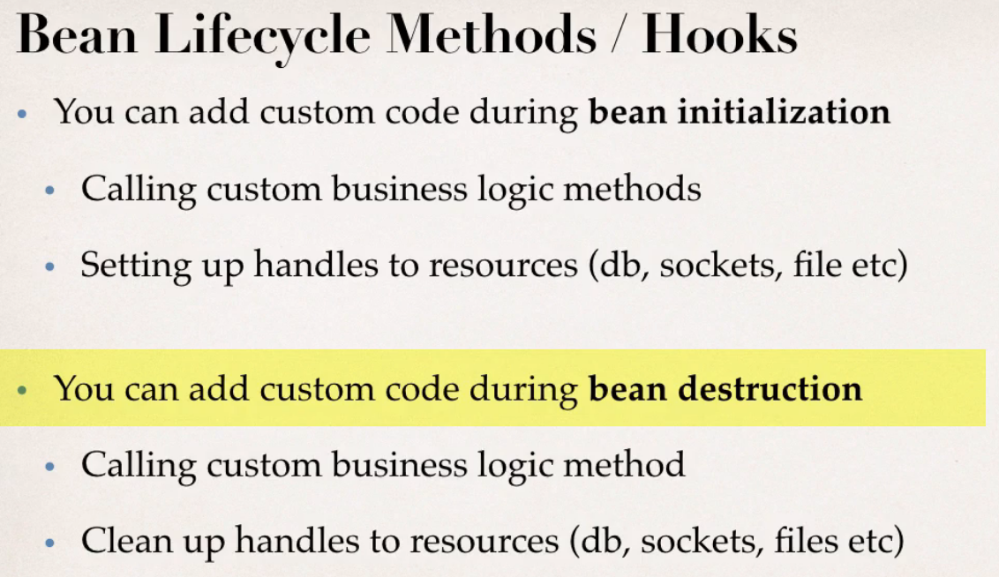 Bean Lifecycle Methods / Hooks
• You can add custom code during bean initialization
• Calling custom business logic methods
• Setting up handles to resources (db, sockets, file etc)
• You can add custom code during bean destruction
• Calling custom business logic method
• Clean up handles to resources (db, sockets, files etc)